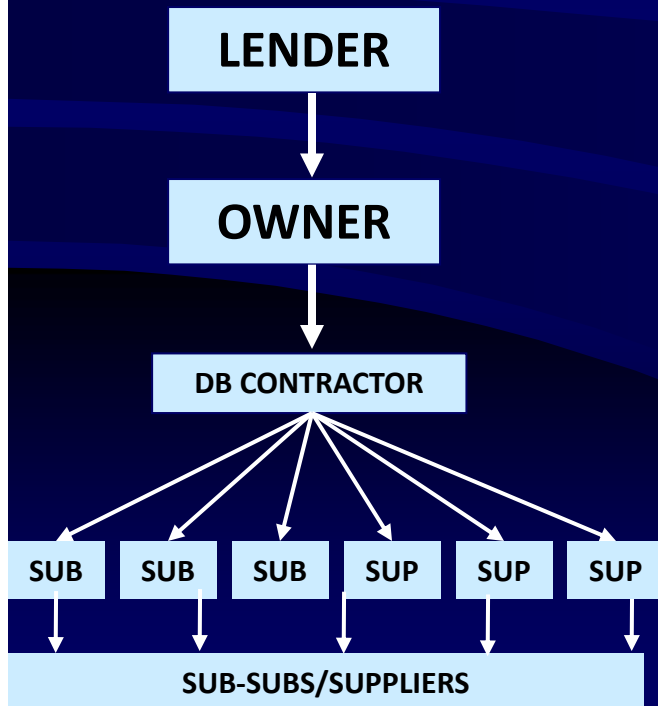 LENDER
OWNER
DB CONTRACTOR
SUB SUB SUB SUP SUP SUP
SUB-SUBS/SUPPLIERS